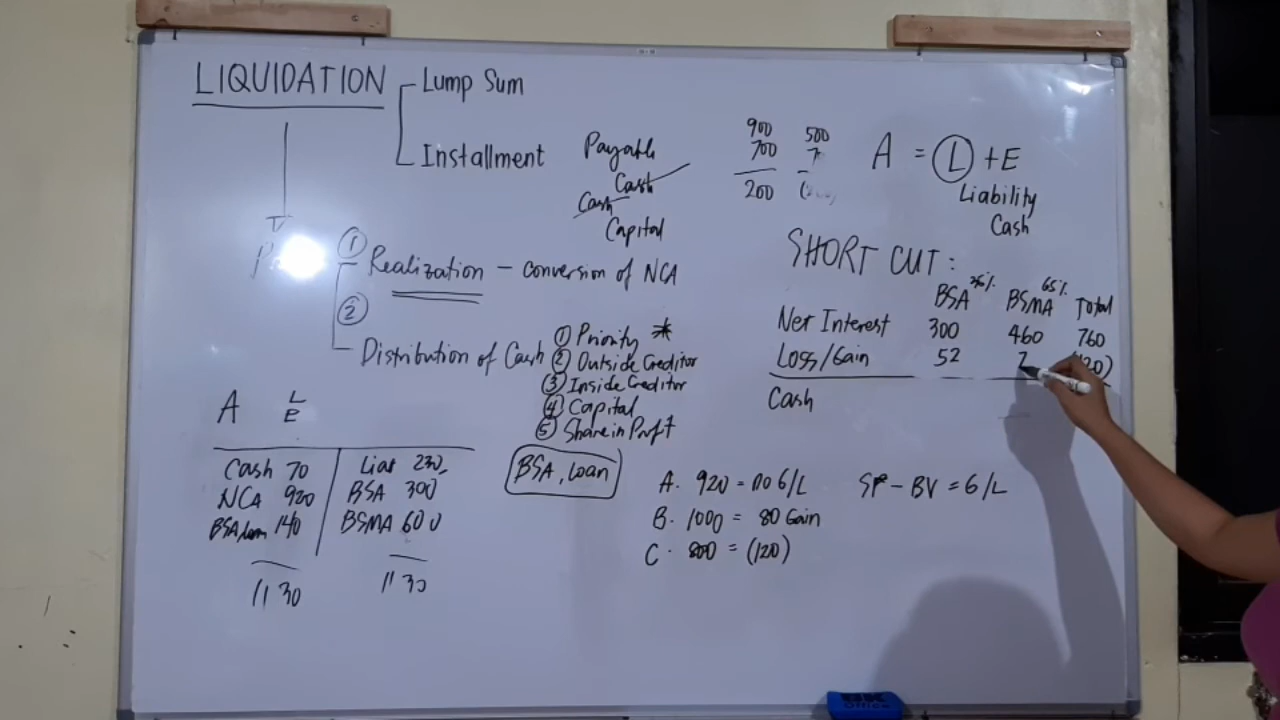 LIQUIDATION
Lump Sum
Installment
Payable
Cash
Cash
Capital
900 500
700 7
200
A = L + E
Liability
Cash
① Realization – conversion of NCA
② Distribution of Cash
① Priority *
② Outside Creditor
③ Inside Creditor
④ Capital
⑤ Share in Profit
SHORT CUT:
BSA BSMA 65% Total
Net Interest 300 460 760
Loss/Gain 52 7
Cash
A L
E
Cash 70 Liab 230
NCA 920 BSA 300
BSA loan 140 BSMA 600
1130 1130
BSA, loan
A. 920 = no G/L
B. 1000 = 80 Gain
C. 800 = (120)
SP – BV = G/L